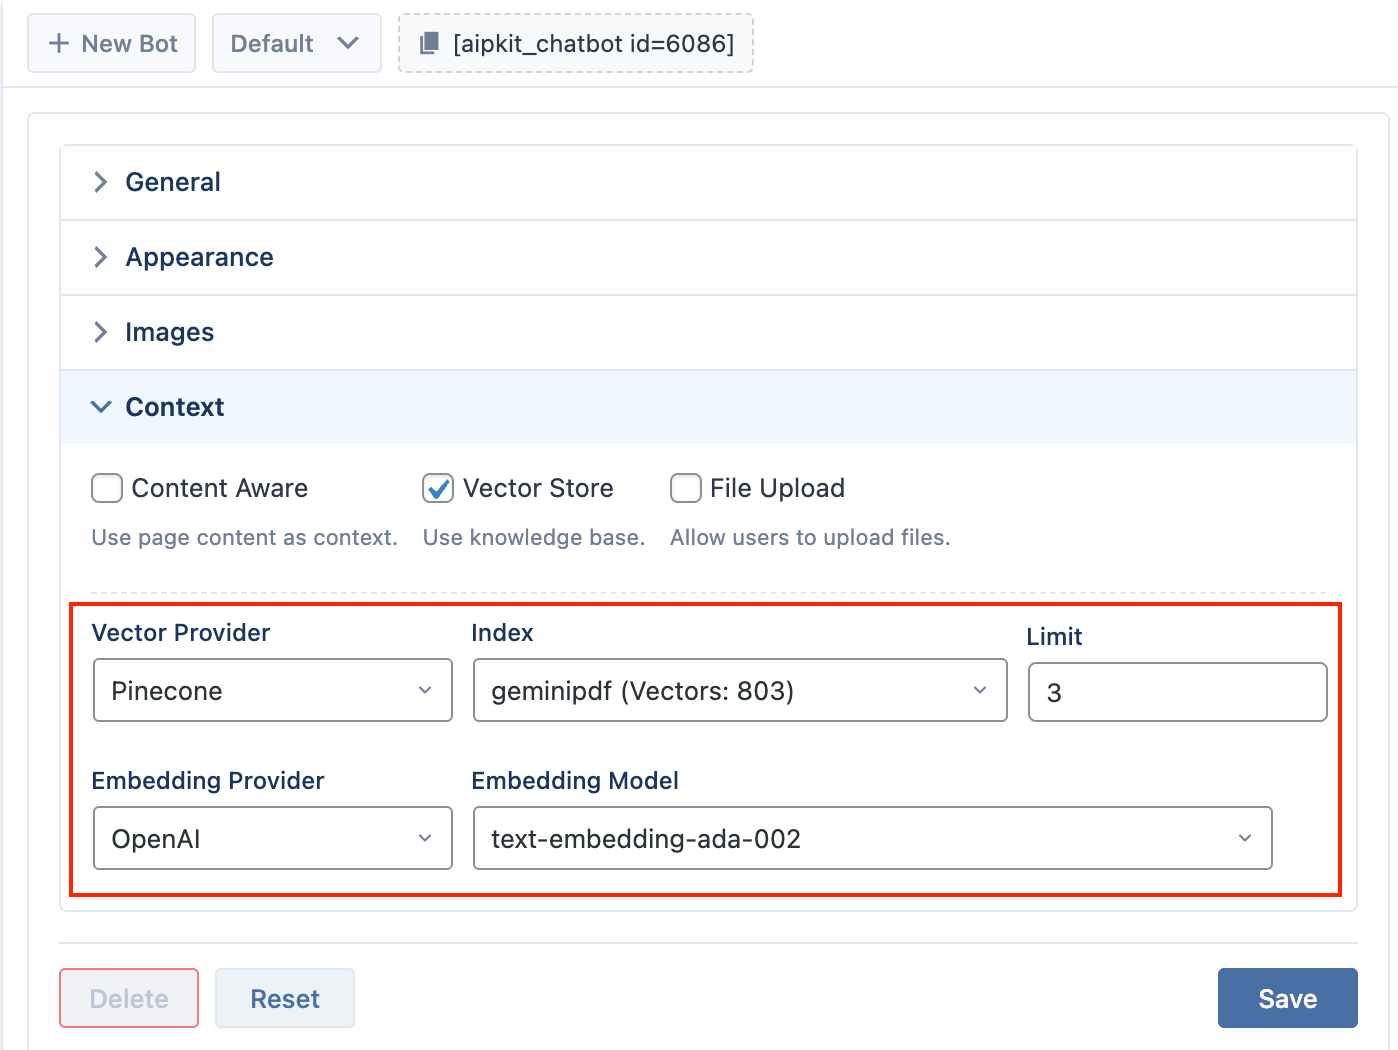 New Bot
Default
[aipkit_chatbot id=6086]
General
Appearance
Images
Context
Content Aware
Vector Store
File Upload
Use page content as context.
Use knowledge base.
Allow users to upload files.
Vector Provider
Index
Limit
Pinecone
geminipdf (Vectors: 803)
3
Embedding Provider
Embedding Model
OpenAI
text-embedding-ada-002
Delete
Reset
Save